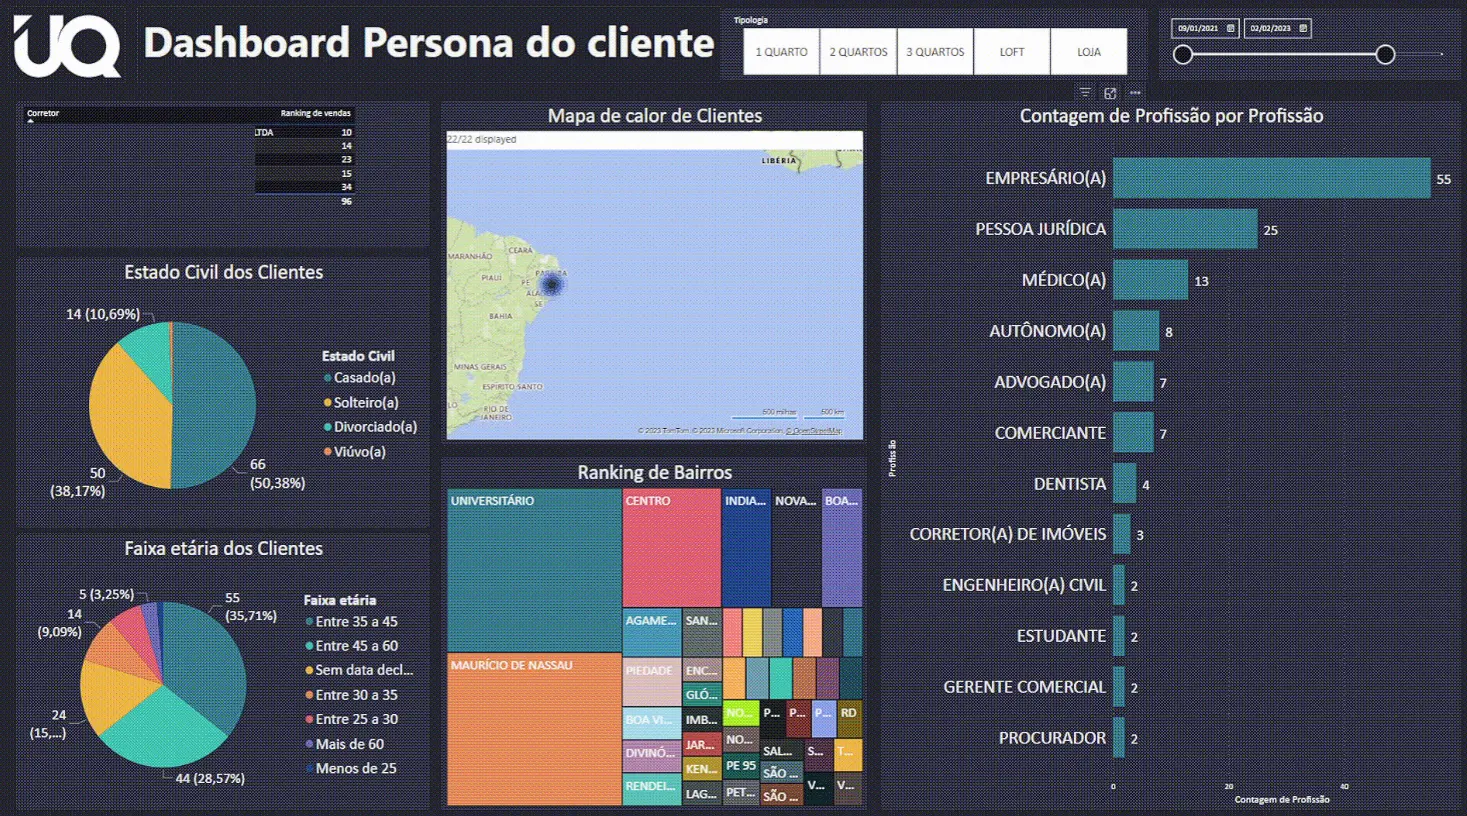 UQ
Dashboard Persona do cliente
Tipologia
1 QUARTO
2 QUARTOS
3 QUARTOS
LOFT
LOJA
09/01/2021
02/02/2023
Corretor
Ranking de vendas
LTDA 10
14
23
15
34
96
Estado Civil dos Clientes
14 (10,69%)
50
(38,17%)
66
(50,38%)
Estado Civil
Casado(a)
Solteiro(a)
Divorciado(a)
Viúvo(a)
Faixa etária dos Clientes
5 (3,25%)
14
(9,09%)
24
(15,...)
55
(35,71%)
44 (28,57%)
Faixa etária
Entre 35 a 45
Entre 45 a 60
Sem data decl...
Entre 30 a 35
Entre 25 a 30
Mais de 60
Menos de 25
Mapa de calor de Clientes
22/22 displayed
LIBÉRIA
MARANHÃO
CEARÁ
PIAUÍ
PARAÍBA
PE
SE
BAHIA
MINAS GERAIS
ESPÍRITO SANTO
RIO DE
JANEIRO
600 milhas
600 km
© 2023 TomTom, © 2023 Microsoft Corporation, © OpenStreetMap
Ranking de Bairros
UNIVERSITÁRIO
MAURÍCIO DE NASSAU
CENTRO
INDIA...
NOVA...
BOA...
AGAME...
SAN...
PIEDADE
ENC...
GLÓ...
BOA VI...
IMB...
DIVINÓ...
JAR...
KEN...
RENDEI...
LAG...
NO...
P...
P...
P...
RD
NO...
SAL...
S...
T...
PE 95
SÃO ...
PET...
SÃO ...
V...
V...
Contagem de Profissão por Profissão
Profissão
EMPRESÁRIO(A) 55
PESSOA JURÍDICA 25
MÉDICO(A) 13
AUTÔNOMO(A) 8
ADVOGADO(A) 7
COMERCIANTE 7
DENTISTA 4
CORRETOR(A) DE IMÓVEIS 3
ENGENHEIRO(A) CIVIL 2
ESTUDANTE 2
GERENTE COMERCIAL 2
PROCURADOR 2
0 20 40
Contagem de Profissão